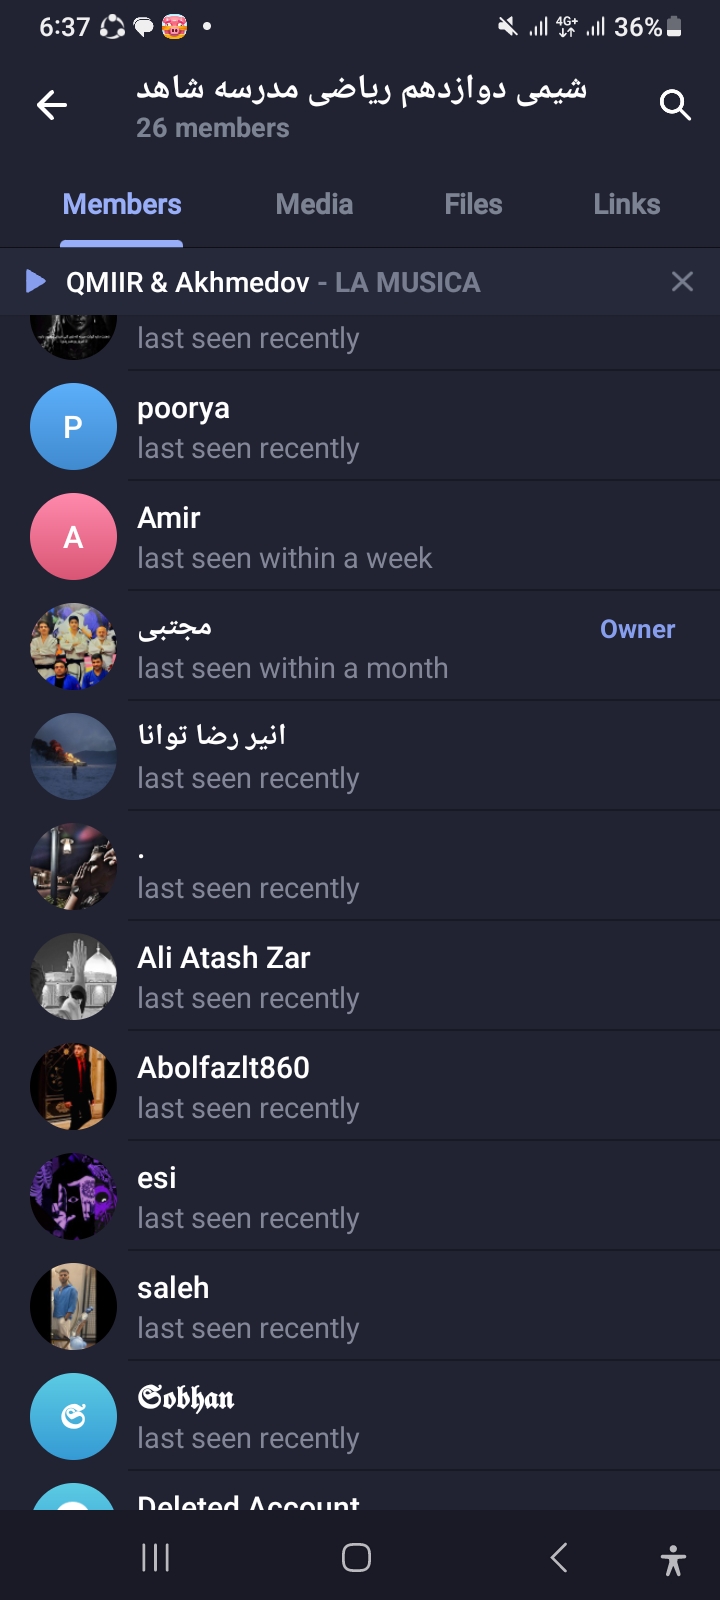 6:37
4G+
36%
شیمی دوازدهم ریاضی مدرسه شاهد
26 members
Members
Media
Files
Links
QMIIR & Akhmedov - LA MUSICA
last seen recently
P
poorya
last seen recently
A
Amir
last seen within a week
مجتبی
Owner
last seen within a month
انیر رضا توانا
last seen recently
.
last seen recently
Ali Atash Zar
last seen recently
Abolfazlt860
last seen recently
esi
last seen recently
saleh
last seen recently
𝕾
𝕾𝖔𝖇𝖍𝖆𝖓
last seen recently
Deleted Account